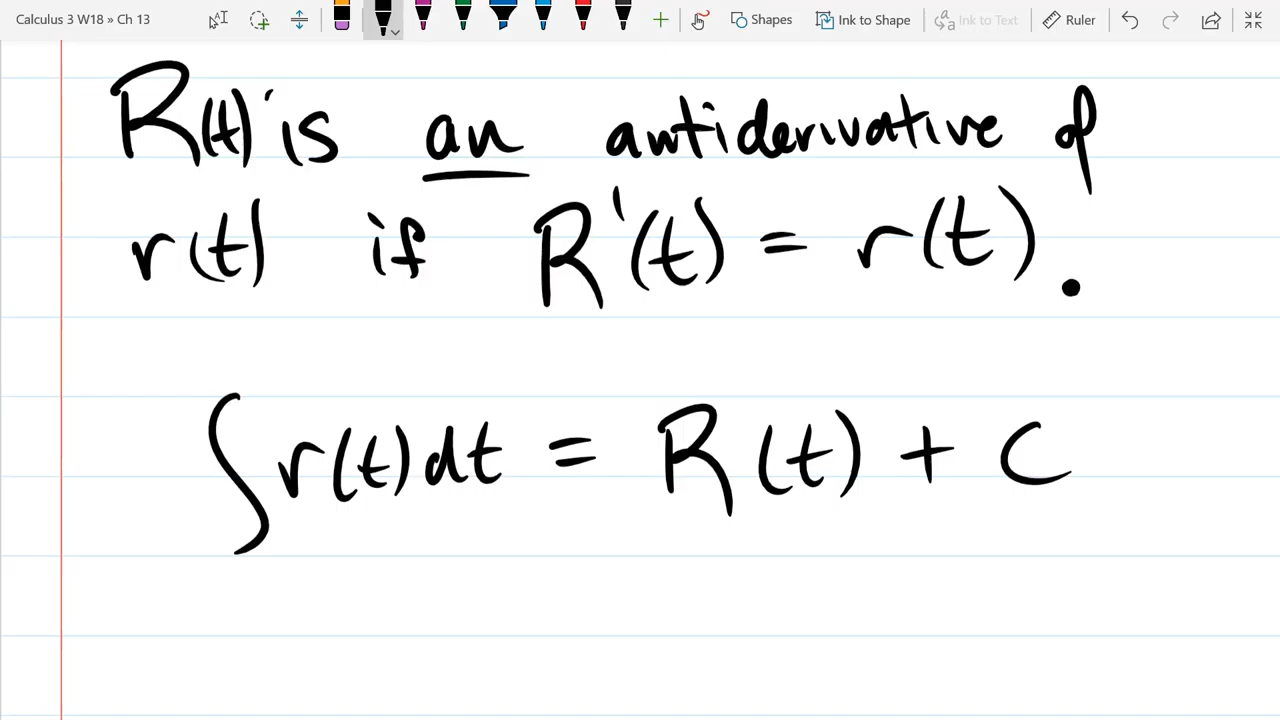 Calculus 3 W18 » Ch 13
Shapes
Ink to Shape
Ink to Text
Ruler
R(t) is an antiderivative of
r(t) if R'(t) = r(t).
∫ r(t) dt = R(t) + C